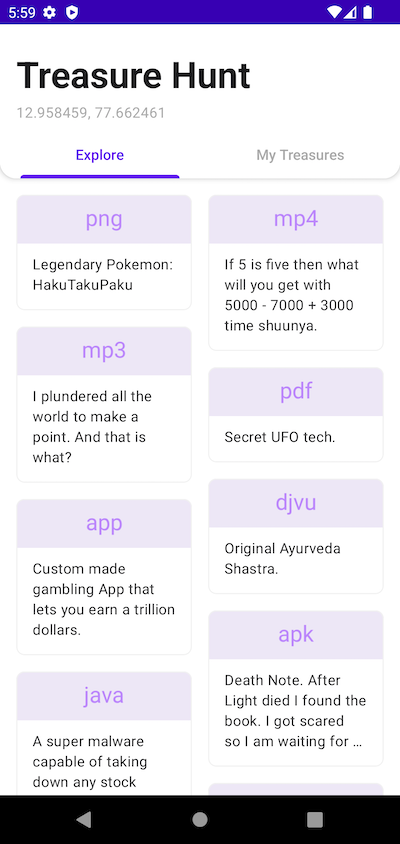 5:59
Treasure Hunt
12.958459, 77.662461
Explore
My Treasures
png
Legendary Pokemon:
HakuTakuPaku
mp3
I plundered all the
world to make a
point. And that is
what?
app
Custom made
gambling App that
lets you earn a trillion
dollars.
java
A super malware
capable of taking
down any stock
mp4
If 5 is five then what
will you get with
5000 - 7000 + 3000
time shuunya.
pdf
Secret UFO tech.
djvu
Original Ayurveda
Shastra.
apk
Death Note. After
Light died I found the
book. I got scared
so I am waiting for …